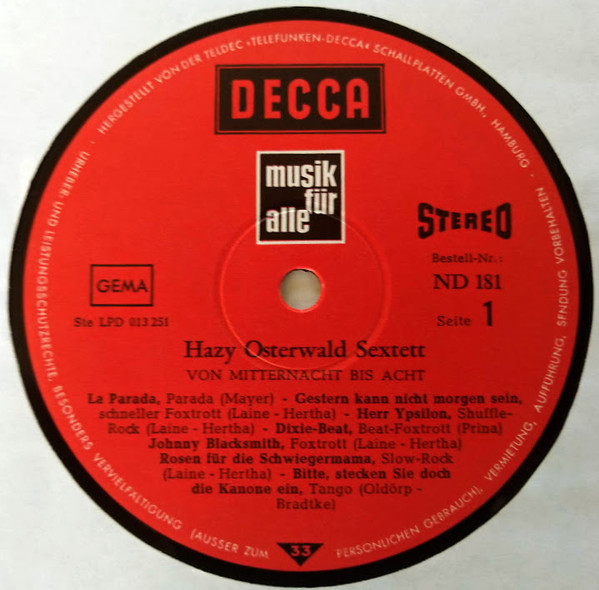 HERGESTELLT VON DER TELDEC »TELEFUNKEN-DECCA« SCHALLPLATTEN GMBH., HAMBURG ·
DECCA
musik
für
alle
STEREO
Bestell-Nr.:
ND 181
Seite 1
GEMA
Ste LPD 013 251
Hazy Osterwald Sextett
VON MITTERNACHT BIS ACHT
La Parada, Parada (Mayer) - Gestern kann nicht morgen sein,
schneller Foxtrott (Laine - Hertha) - Herr Ypsilon, Shuffle-
Rock (Laine - Hertha) - Dixie-Beat, Beat-Foxtrott (Prina)
Johnny Blacksmith, Foxtrott (Laine - Hertha)
Rosen für die Schwiegermama, Slow-Rock
(Laine - Hertha) - Bitte, stecken Sie doch
die Kanone ein, Tango (Oldörp -
Bradtke)
33
URHEBER- UND LEISTUNGSSCHUTZRECHTE, BESONDERS VERVIELFÄLTIGUNG (AUSSER ZUM PERSÖNLICHEN GEBRAUCH), VERMIETUNG, AUFFÜHRUNG, SENDUNG VORBEHALTEN